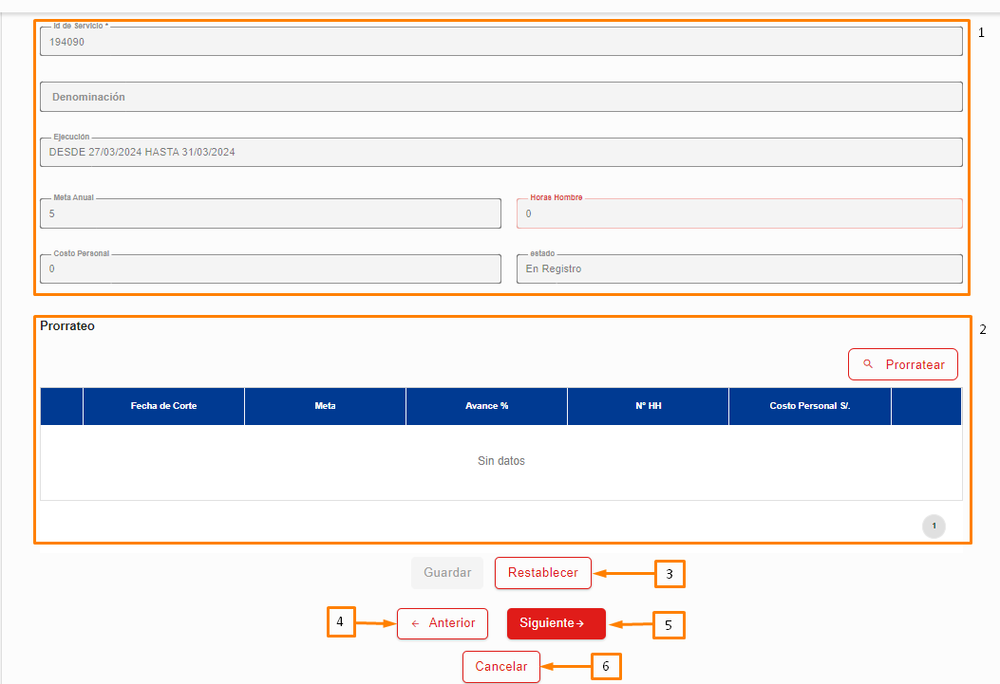 Id de Servicio *
1
194090
Denominación
Ejecución
DESDE 27/03/2024 HASTA 31/03/2024
Meta Anual
Horas Hombre
5
0
Costo Personal
estado
0
En Registro
Prorrateo
2
Prorratear
Fecha de Corte
Meta
Avance %
N° HH
Costo Personal S/.
Sin datos
1
Guardar
Restablecer
3
4
← Anterior
Siguiente →
5
Cancelar
6